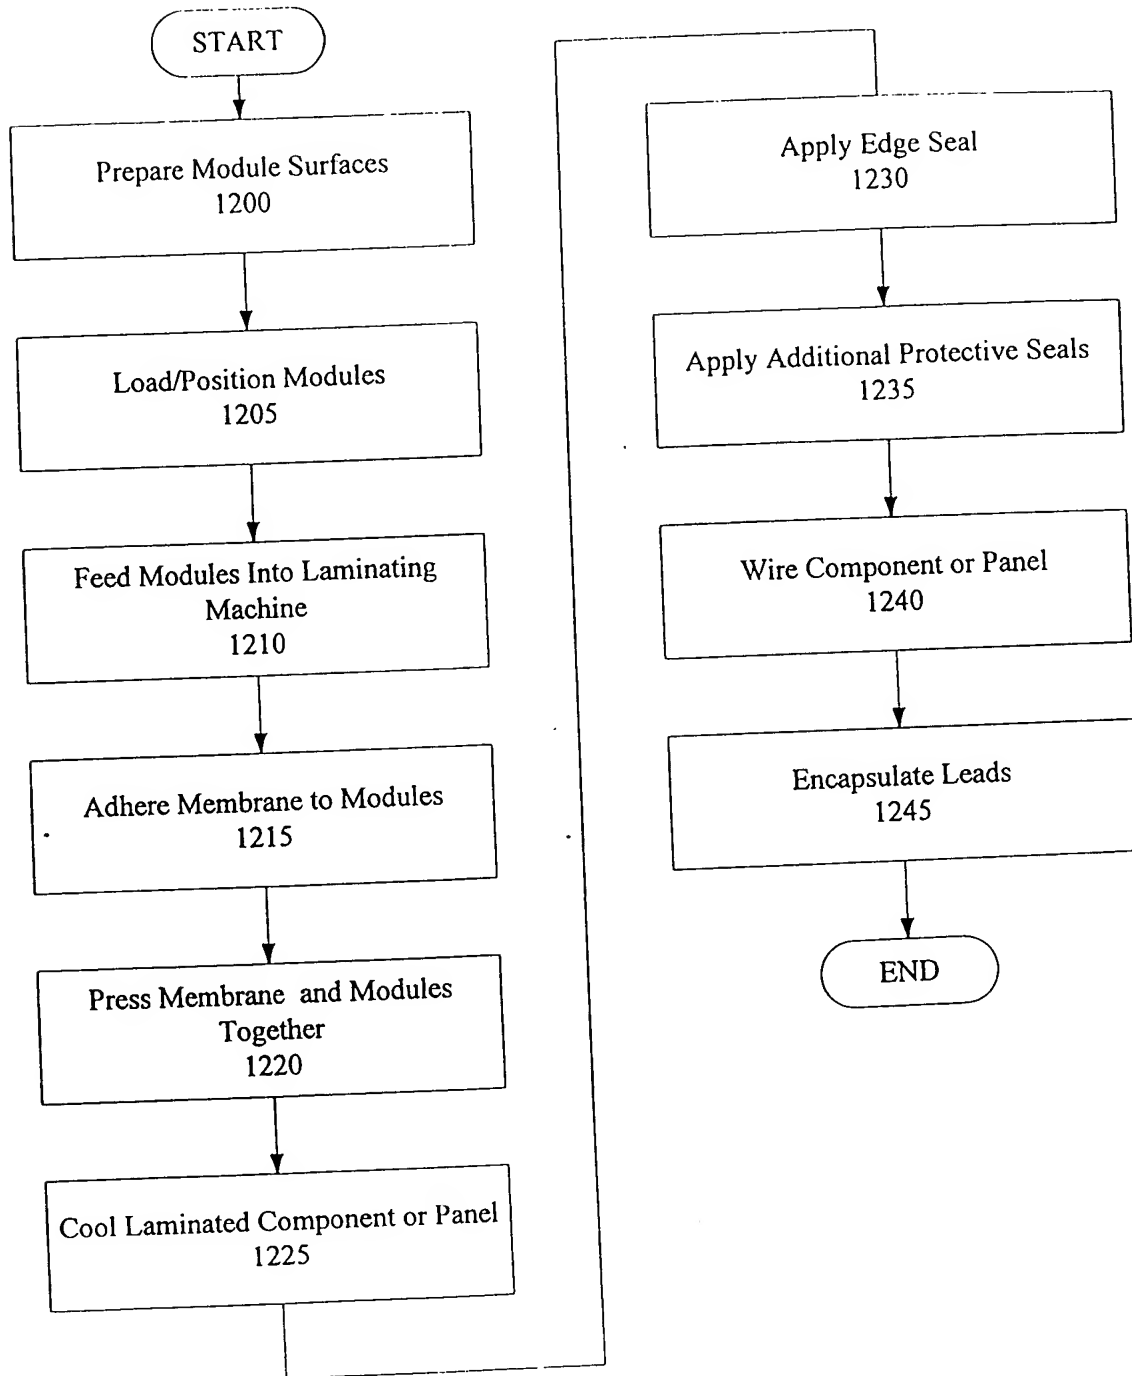 START
Prepare Module Surfaces
1200
Load/Position Modules
1205
Feed Modules Into Laminating
Machine
1210
Adhere Membrane to Modules
1215
Press Membrane and Modules
Together
1220
Cool Laminated Component or Panel
1225
Apply Edge Seal
1230
Apply Additional Protective Seals
1235
Wire Component or Panel
1240
Encapsulate Leads
1245
END